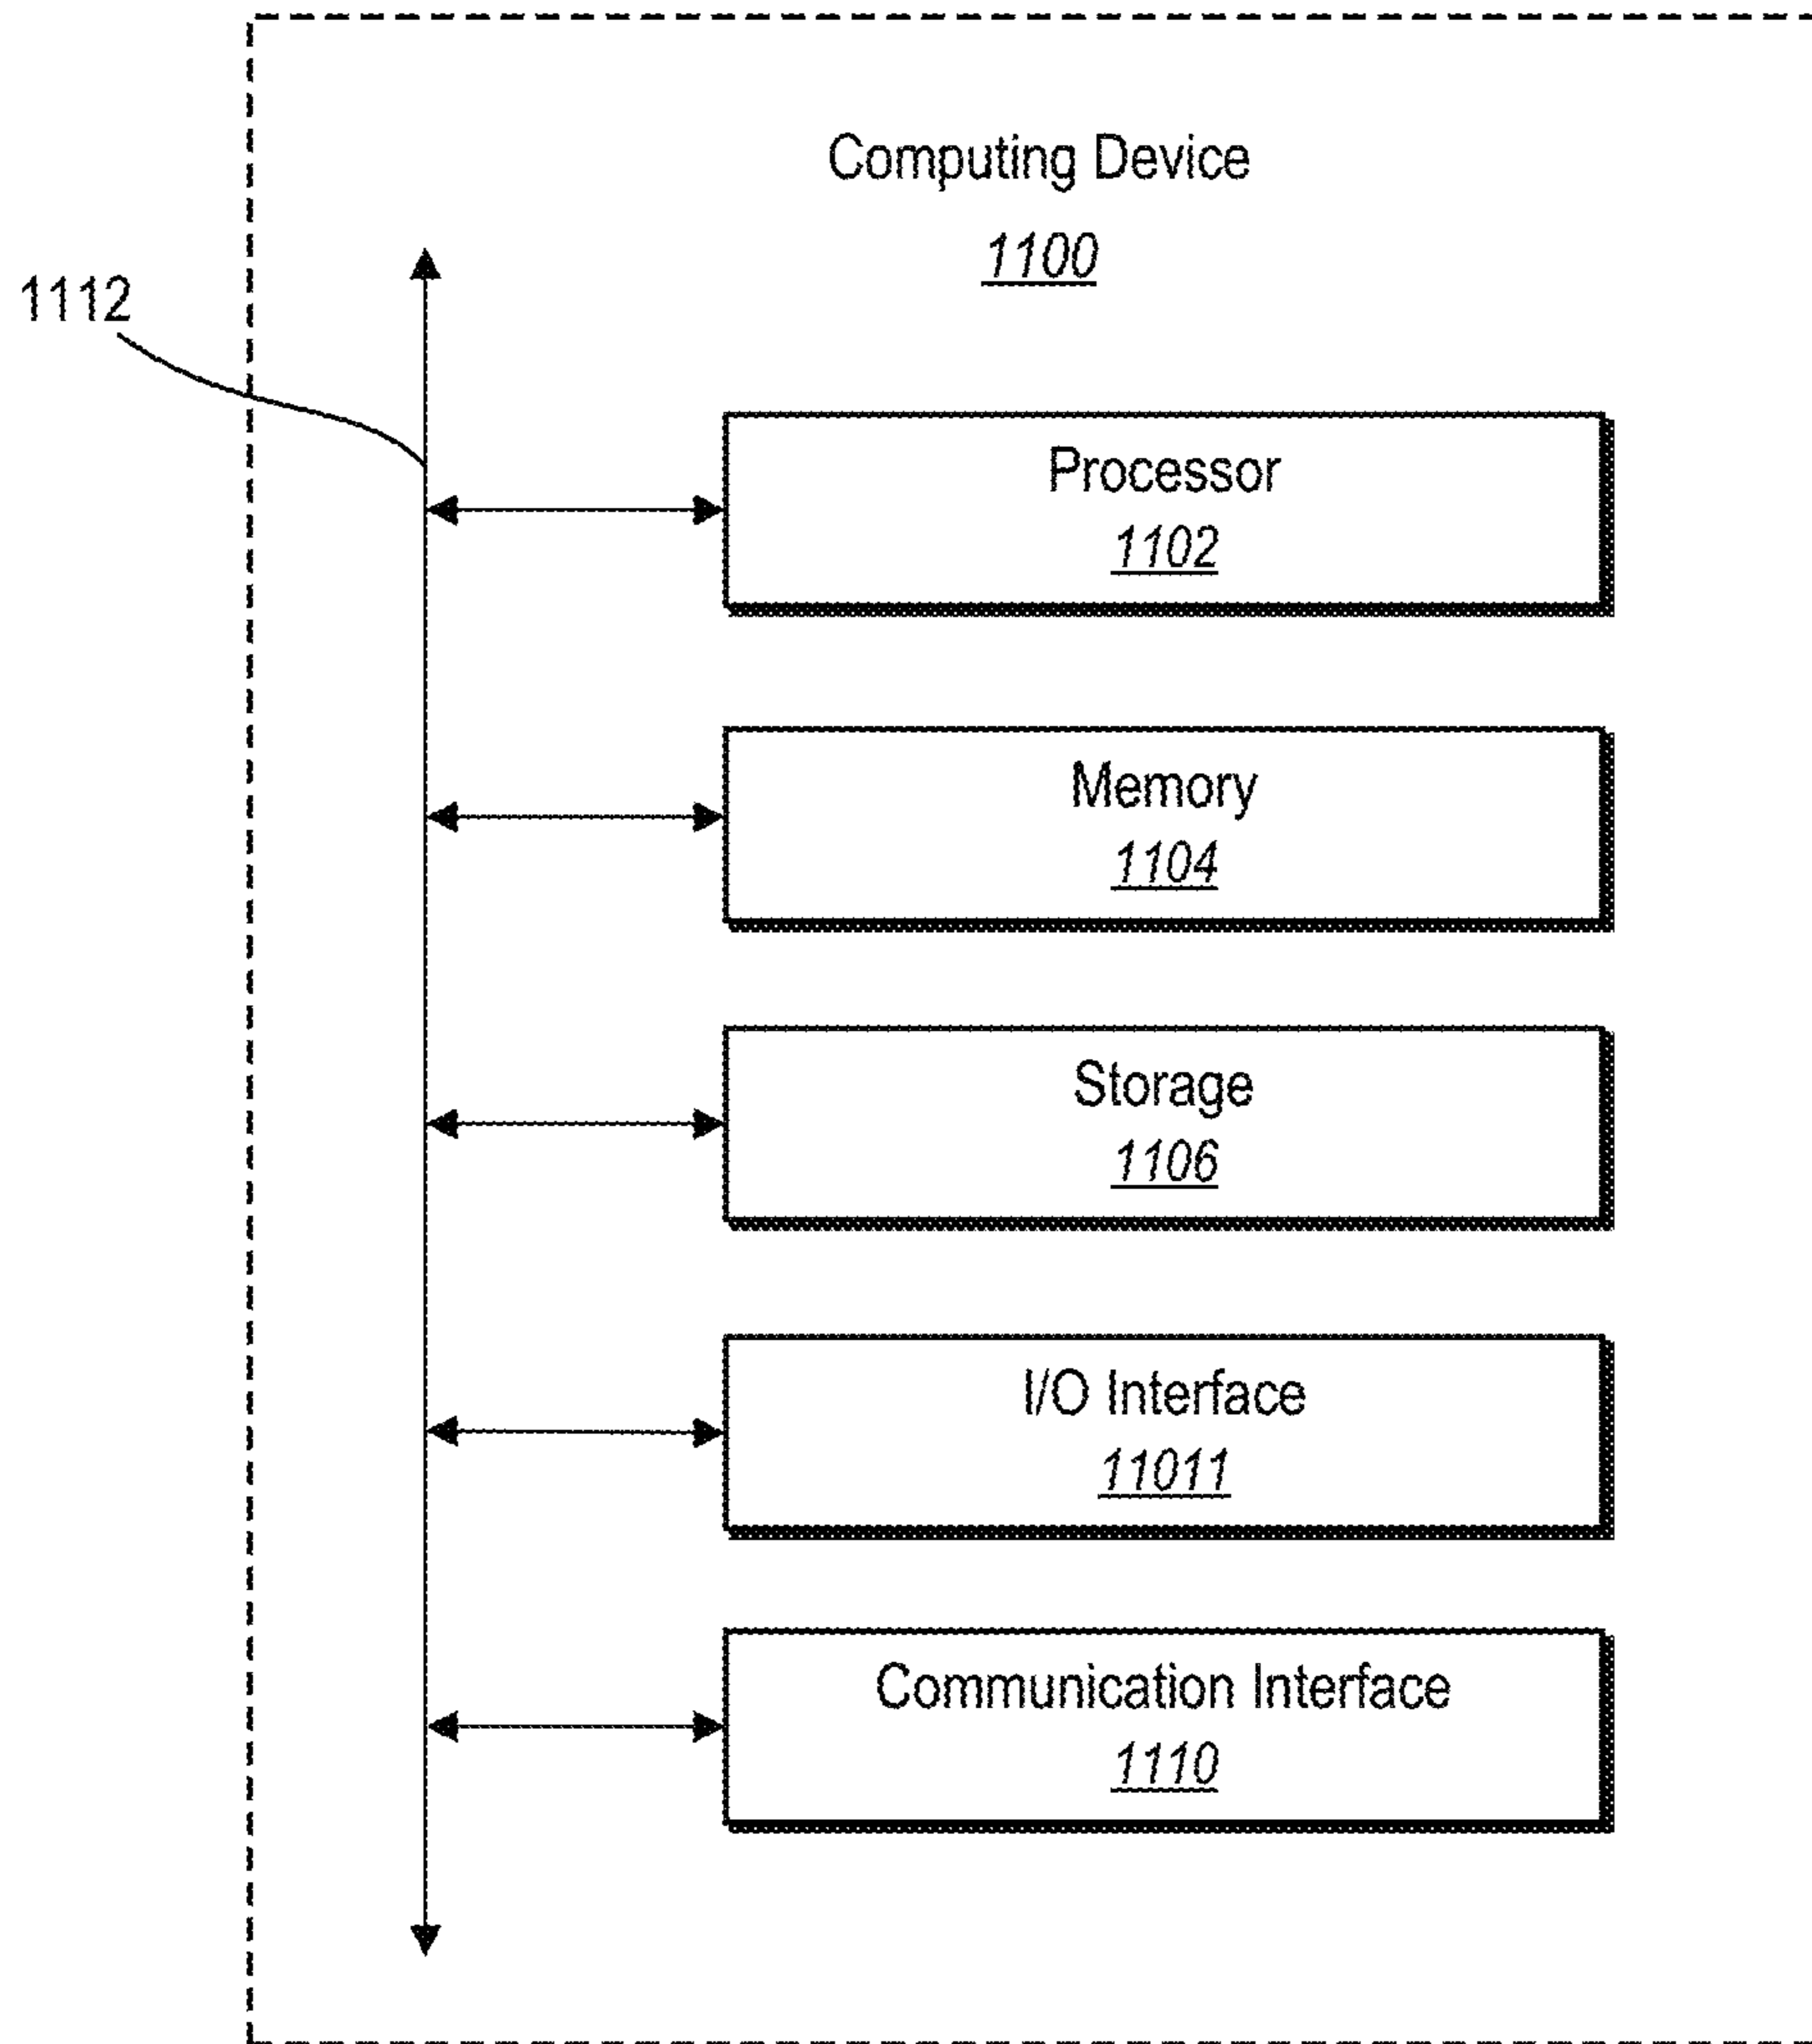 Computing Device
1100
1112
Processor
1102
Memory
1104
Storage
1106
I/O Interface
11011
Communication Interface
1110